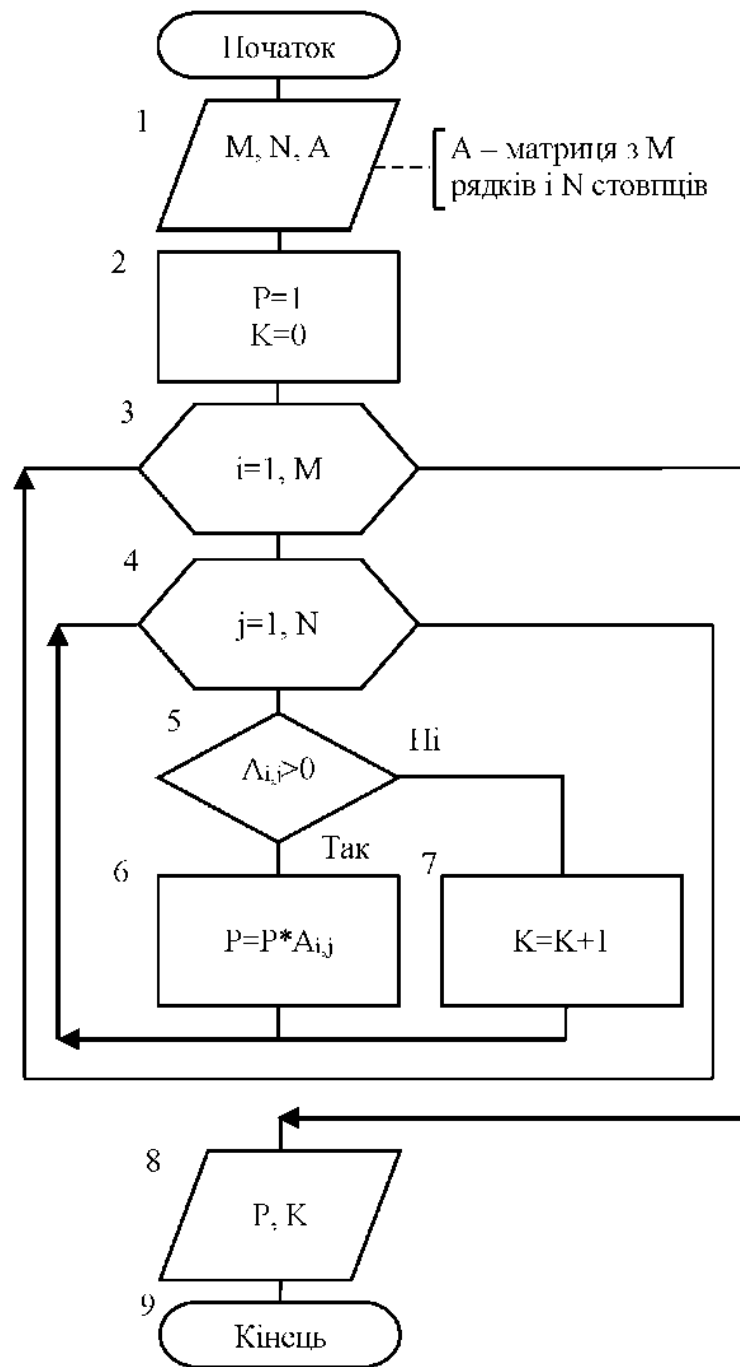 Початок
1
M, N, A
A – матриця з M
рядків і N стовпців
2
P=1
K=0
3
i=1, M
4
j=1, N
5
Ai,j>0
Ні
Так
6
P=P*Ai,j
7
K=K+1
8
P, K
9
Кінець